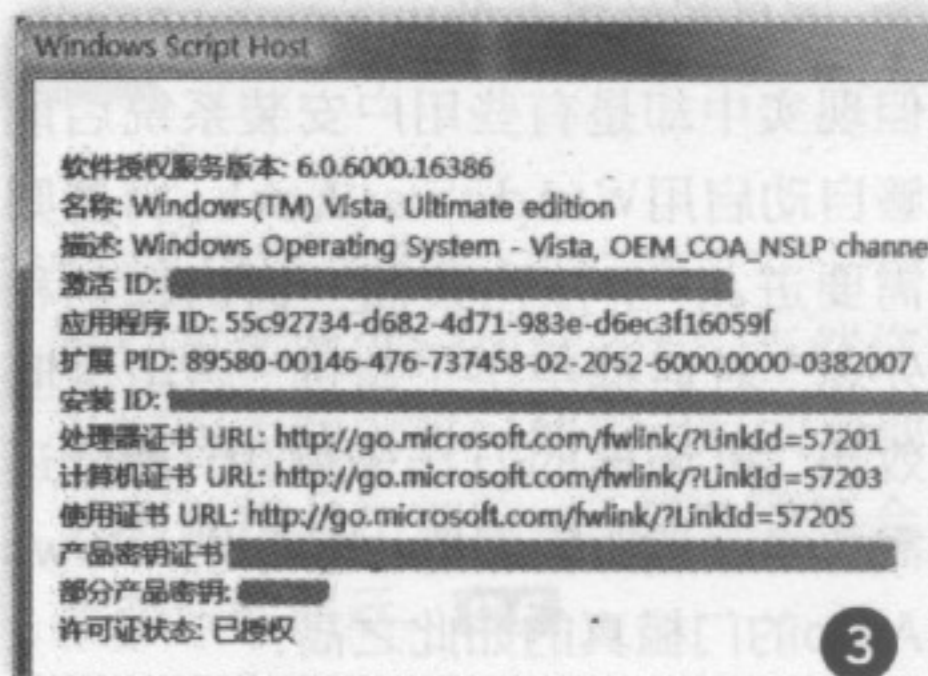 Windows Script Host
软件授权服务版本: 6.0.6000.16386
名称: Windows(TM) Vista, Ultimate edition
描述: Windows Operating System - Vista, OEM_COA_NSLP channe
激活 ID:
应用程序 ID: 55c92734-d682-4d71-983e-d6ec3f16059f
扩展 PID: 89580-00146-476-737458-02-2052-6000.0000-0382007
安装 ID:
处理器证书 URL: http://go.microsoft.com/fwlink/?LinkId=57201
计算机证书 URL: http://go.microsoft.com/fwlink/?LinkId=57203
使用证书 URL: http://go.microsoft.com/fwlink/?LinkId=57205
产品密钥证书
部分产品密钥:
许可证状态: 已授权
3